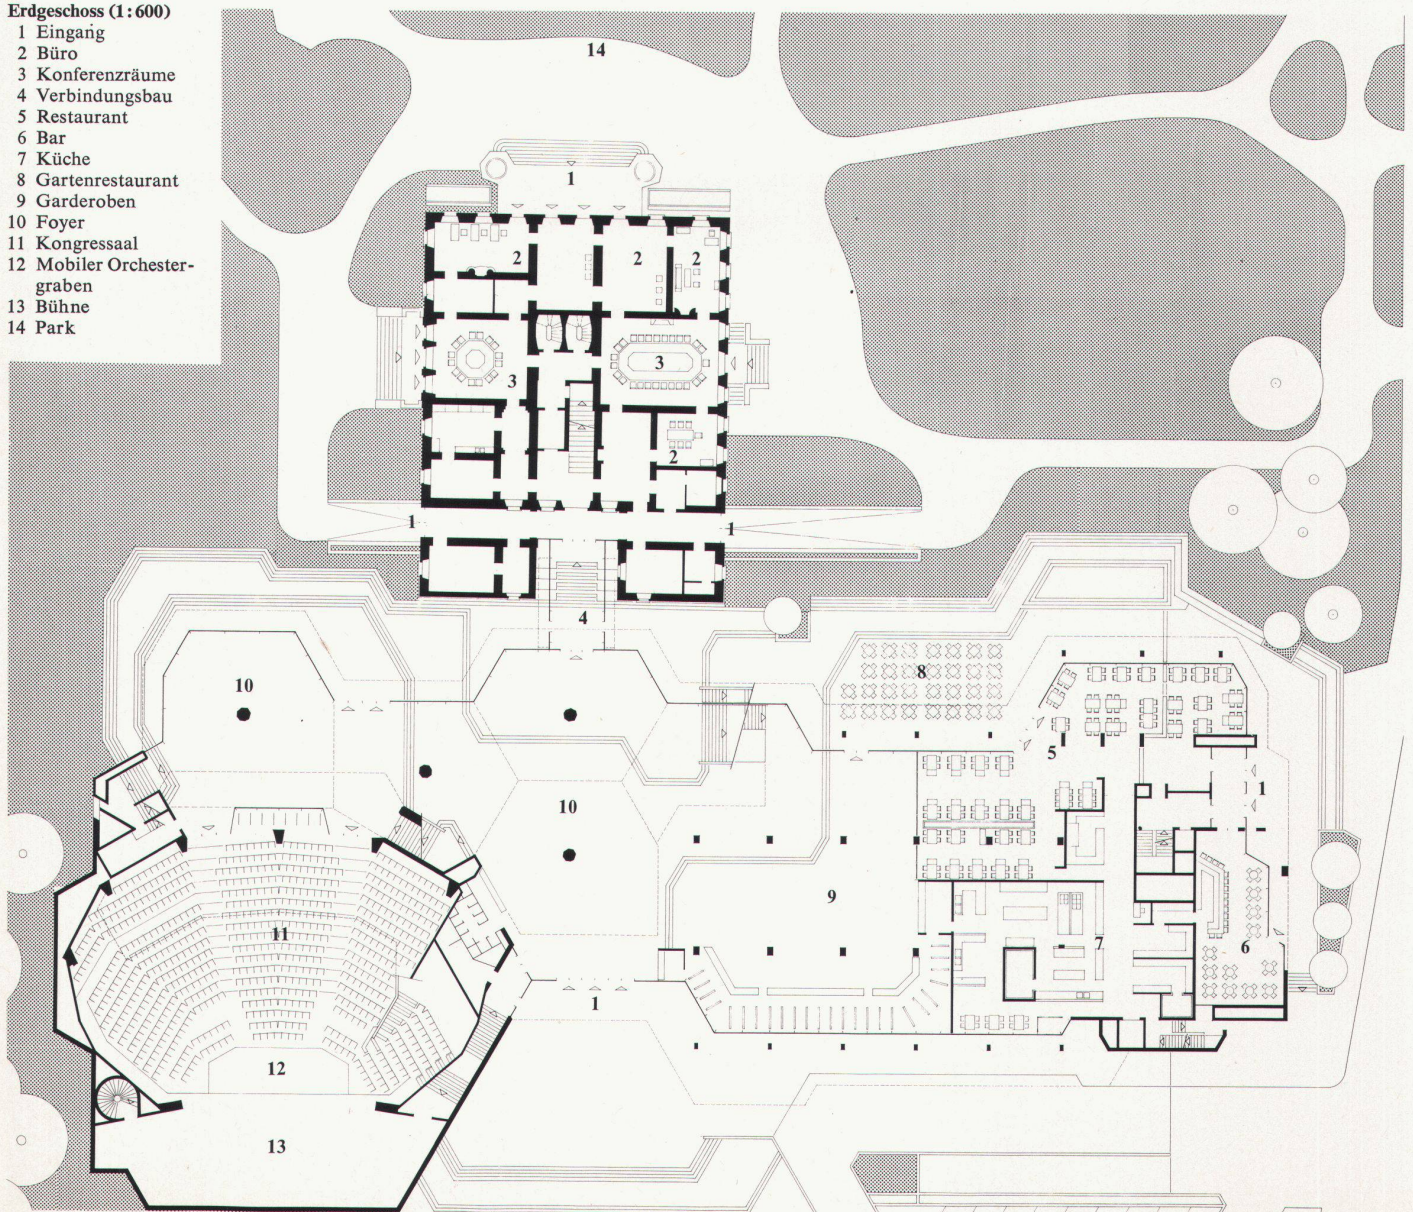 Erdgeschoss (1:600)
1 Eingang
2 Büro
3 Konferenzräume
4 Verbindungsbau
5 Restaurant
6 Bar
7 Küche
8 Gartenrestaurant
9 Garderoben
10 Foyer
11 Kongressaal
12 Mobiler Orchester-
graben
13 Bühne
14 Park
14
1
2 2 2
3
3
2
1 1
4
10
8
5
1
10
9
11
7
6
1
12
13